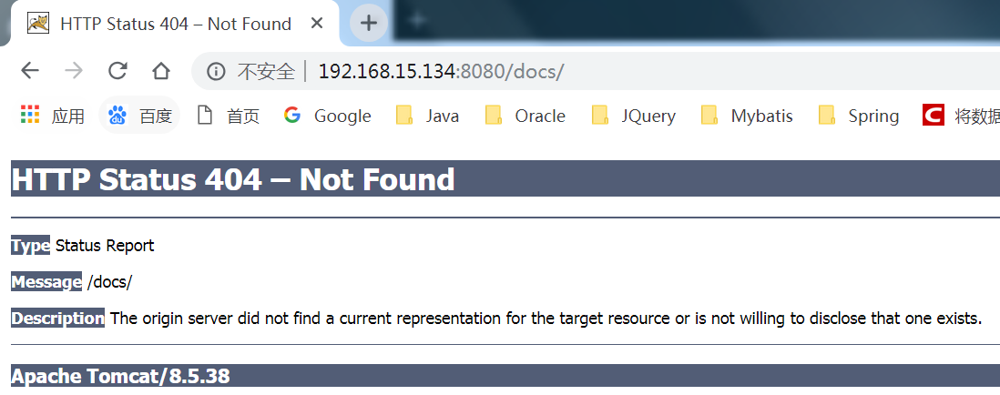 HTTP Status 404 – Not Found
不安全 192.168.15.134:8080/docs/
应用 百度 首页 Google Java Oracle JQuery Mybatis Spring 将数据
HTTP Status 404 – Not Found
Type Status Report
Message /docs/
Description The origin server did not find a current representation for the target resource or is not willing to disclose that one exists.
Apache Tomcat/8.5.38